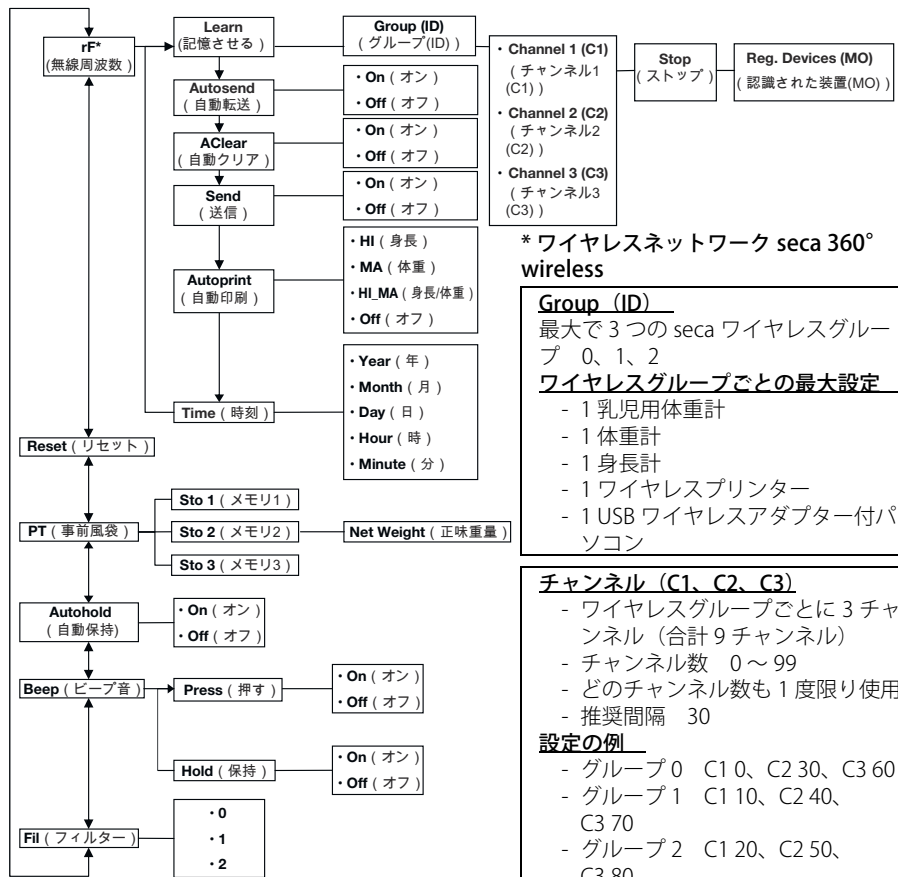 rF*
(無線周波数)
Learn
(記憶させる)
Group (ID)
(グループ(ID))
・Channel 1 (C1)
(チャンネル1
(C1))
・Channel 2 (C2)
(チャンネル2
(C2))
・Channel 3 (C3)
(チャンネル3
(C3))
Stop
(ストップ)
Reg. Devices (MO)
(認識された装置(MO))
Autosend
(自動転送)
・On(オン)
・Off(オフ)
AClear
(自動クリア)
・On(オン)
・Off(オフ)
Send
(送信)
・On(オン)
・Off(オフ)
Autoprint
(自動印刷)
・HI(身長)
・MA(体重)
・HI_MA(身長/体重)
・Off(オフ)
Time(時刻)
・Year(年)
・Month(月)
・Day(日)
・Hour(時)
・Minute(分)
Reset(リセット)
PT(事前風袋)
Sto 1(メモリ1)
Sto 2(メモリ2)
Net Weight(正味重量)
Sto 3(メモリ3)
Autohold
(自動保持)
・On(オン)
・Off(オフ)
Beep(ビープ音)
Press(押す)
・On(オン)
・Off(オフ)
Hold(保持)
・On(オン)
・Off(オフ)
Fil(フィルター)
・0
・1
・2
* ワイヤレスネットワーク seca 360°
wireless
Group(ID)
最大で 3 つの seca ワイヤレスグルー
プ 0、1、2
ワイヤレスグループごとの最大設定
- 1 乳児用体重計
- 1 体重計
- 1 身長計
- 1 ワイヤレスプリンター
- 1 USB ワイヤレスアダプター付パ
ソコン
チャンネル(C1、C2、C3)
- ワイヤレスグループごとに 3 チャ
ンネル(合計 9 チャンネル)
- チャンネル数 0 ~ 99
- どのチャンネル数も 1 度限り使用
- 推奨間隔 30
設定の例
- グループ 0 C1 0、C2 30、C3 60
- グループ 1 C1 10、C2 40、
C3 70
- グループ 2 C1 20、C2 50、
C3 80